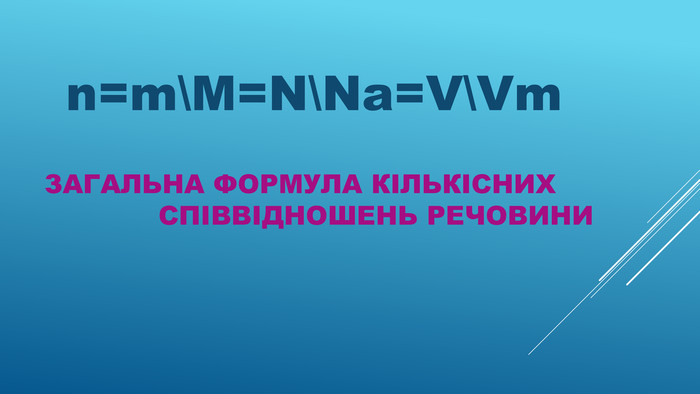 n=m\M=N\Na=V\Vm
ЗАГАЛЬНА ФОРМУЛА КІЛЬКІСНИХ
СПІВВІДНОШЕНЬ РЕЧОВИНИ